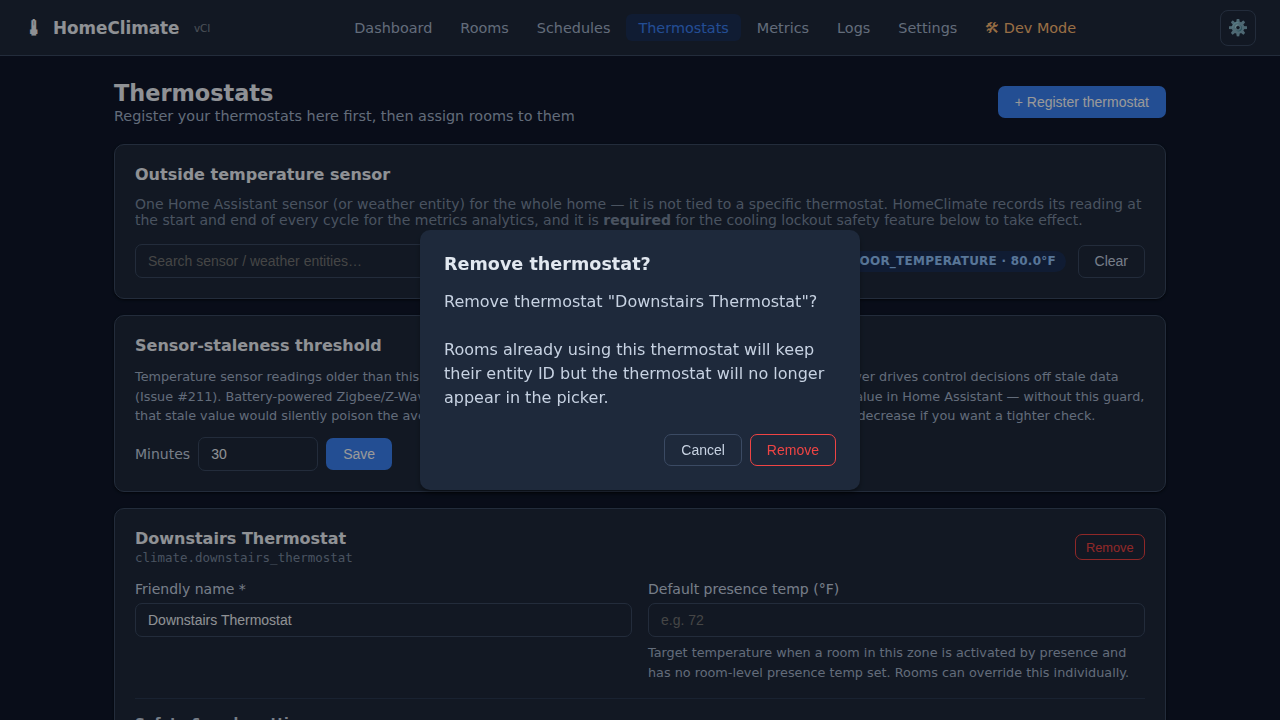 HomeClimate vCI
Dashboard Rooms Schedules Thermostats Metrics Logs Settings 🛠 Dev Mode
Thermostats
Register your thermostats here first, then assign rooms to them
+ Register thermostat
Outside temperature sensor
One Home Assistant sensor (or weather entity) for the whole home — it is not tied to a specific thermostat. HomeClimate records its reading at
the start and end of every cycle for the metrics analytics, and it is required for the cooling lockout safety feature below to take effect.
Search sensor / weather entities… OOR_TEMPERATURE · 80.0°F Clear
Remove thermostat?
Remove thermostat "Downstairs Thermostat"?
Rooms already using this thermostat will keep
their entity ID but the thermostat will no longer
appear in the picker.
Cancel Remove
Sensor-staleness threshold
Temperature sensor readings older than this drives control decisions off stale data
(Issue #211). Battery-powered Zigbee/Z-Wav in Home Assistant — without this guard,
that stale value would silently poison the decrease if you want a tighter check.
Minutes 30 Save
Downstairs Thermostat
climate.downstairs_thermostat
Remove
Friendly name * Default presence temp (°F)
Downstairs Thermostat e.g. 72
Target temperature when a room in this zone is activated by presence and
has no room-level presence temp set. Rooms can override this individually.